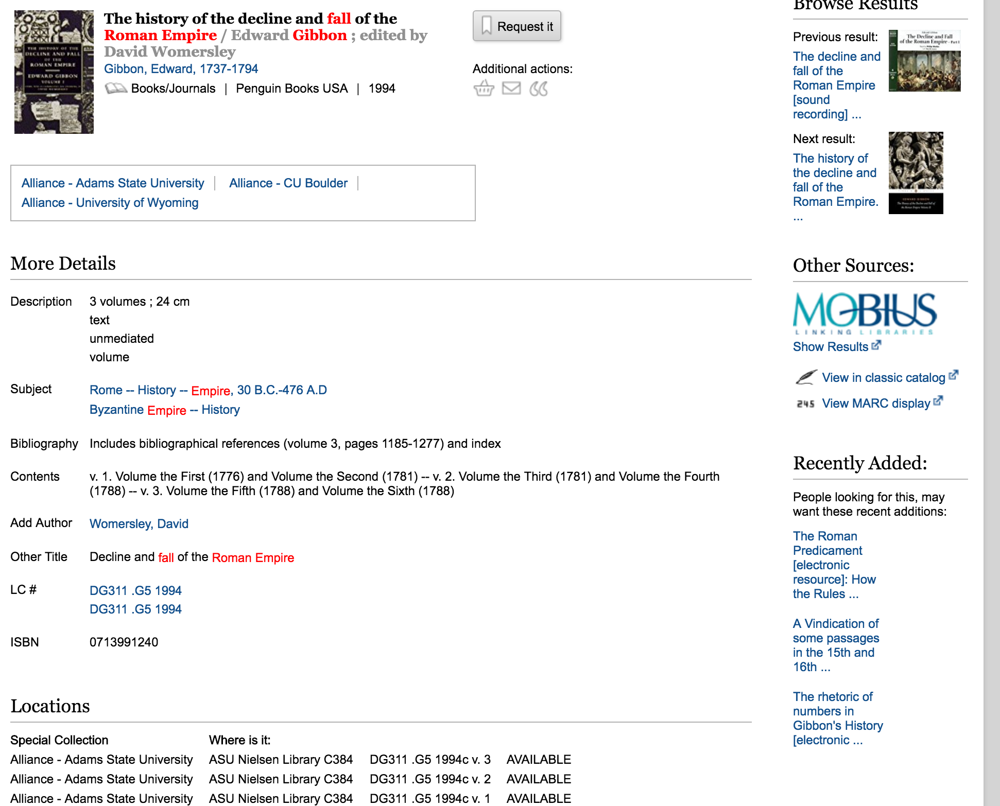 The history of the decline and fall of the
Roman Empire / Edward Gibbon ; edited by
David Womersley
Gibbon, Edward, 1737-1794
Books/Journals | Penguin Books USA | 1994
THE HISTORY OF THE
DECLINE AND FALL
OF THE
ROMAN EMPIRE
EDWARD GIBBON
VOLUME I
Request it
Additional actions:
Alliance - Adams State University
Alliance - CU Boulder
Alliance - University of Wyoming
More Details
Description 3 volumes ; 24 cm
text
unmediated
volume
Subject Rome -- History -- Empire, 30 B.C.-476 A.D
Byzantine Empire -- History
Bibliography Includes bibliographical references (volume 3, pages 1185-1277) and index
Contents v. 1. Volume the First (1776) and Volume the Second (1781) -- v. 2. Volume the Third (1781) and Volume the Fourth
(1788) -- v. 3. Volume the Fifth (1788) and Volume the Sixth (1788)
Add Author Womersley, David
Other Title Decline and fall of the Roman Empire
LC # DG311 .G5 1994
DG311 .G5 1994
ISBN 0713991240
Locations
Special Collection Where is it:
Alliance - Adams State University ASU Nielsen Library C384 DG311 .G5 1994c v. 3 AVAILABLE
Alliance - Adams State University ASU Nielsen Library C384 DG311 .G5 1994c v. 2 AVAILABLE
Alliance - Adams State University ASU Nielsen Library C384 DG311 .G5 1994c v. 1 AVAILABLE
Browse Results
Previous result:
The decline and
fall of the
Roman Empire
[sound
recording] ...
The Decline and Fall
of the Roman Empire - Part I
Next result:
The history of
the decline and
fall of the
Roman Empire.
...
EDWARD GIBBON
Other Sources:
MOBIUS
LINKING LIBRARIES
Show Results
View in classic catalog
245 View MARC display
Recently Added:
People looking for this, may
want these recent additions:
The Roman
Predicament
[electronic
resource]: How
the Rules ...
A Vindication of
some passages
in the 15th and
16th ...
The rhetoric of
numbers in
Gibbon's History
[electronic ...